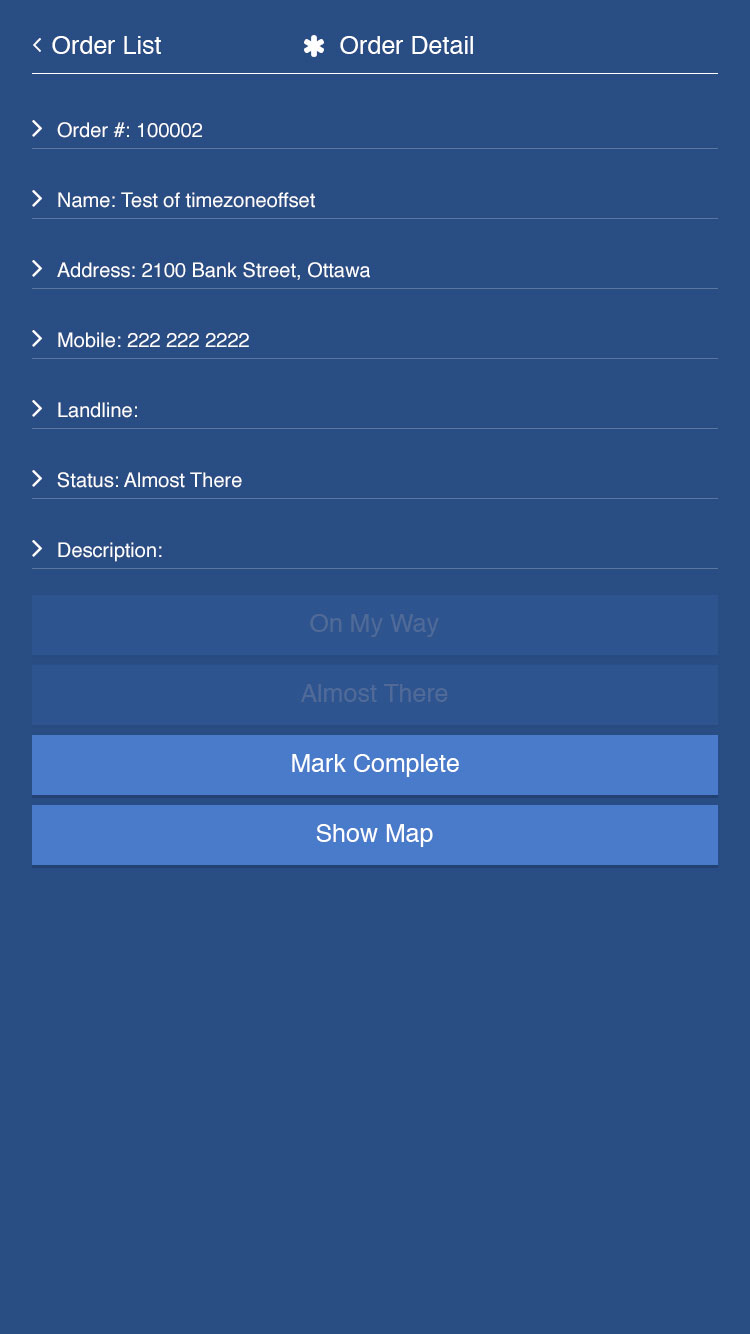 Order List
Order Detail
Order #: 100002
Name: Test of timezoneoffset
Address: 2100 Bank Street, Ottawa
Mobile: 222 222 2222
Landline:
Status: Almost There
Description:
On My Way
Almost There
Mark Complete
Show Map